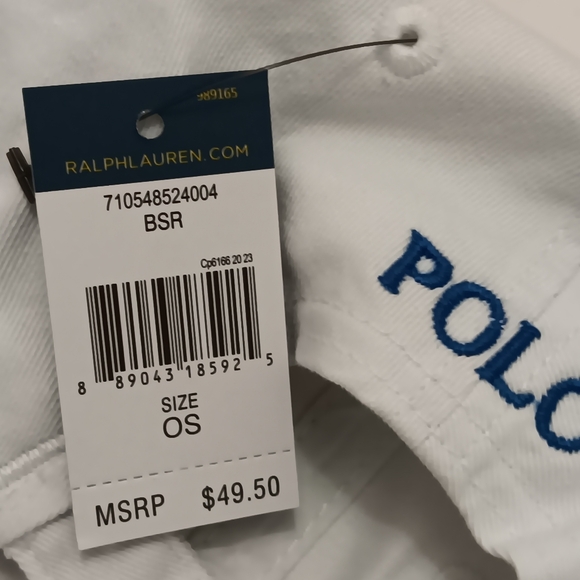 989165
RALPHLAUREN.COM
710548524004
BSR
Cp6166 20 23
8 89043 18592 5
SIZE
OS
MSRP $49.50
POLO